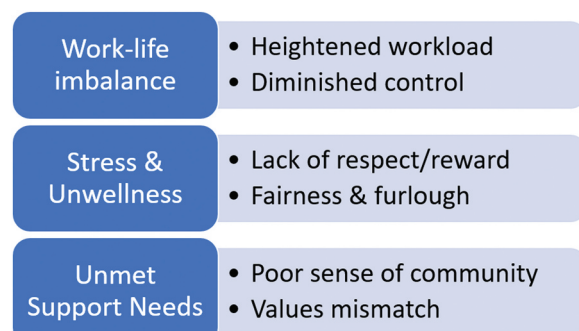 Work-life
imbalance
• Heightened workload
• Diminished control
Stress &
Unwellness
• Lack of respect/reward
• Fairness & furlough
Unmet
Support Needs
• Poor sense of community
• Values mismatch